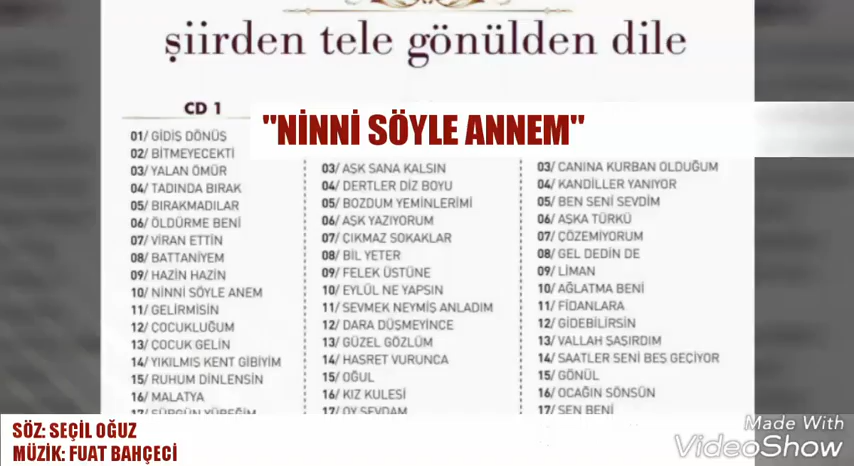 şiirden tele gönülden dile
CD 1
"NİNNİ SÖYLE ANNEM"
01/ GİDİŞ DÖNÜŞ
02/ BİTMEYECEKTİ
03/ YALAN ÖMÜR
04/ TADINDA BIRAK
05/ BIRAKMADILAR
06/ ÖLDÜRME BENİ
07/ VİRAN ETTİN
08/ BATTANİYEM
09/ HAZİN HAZİN
10/ NİNNİ SÖYLE ANEM
11/ GELİRMİSİN
12/ ÇOCUKLUĞUM
13/ ÇOCUK GELİN
14/ YIKILMIŞ KENT GİBİYİM
15/ RUHUM DİNLENSİN
16/ MALATYA
17/ SÜRGÜN YÜREĞİM
03/ AŞK SANA KALSIN
04/ DERTLER DİZ BOYU
05/ BOZDUM YEMİNLERİMİ
06/ AŞK YAZIYORUM
07/ ÇIKMAZ SOKAKLAR
08/ BİL YETER
09/ FELEK ÜSTÜNE
10/ EYLÜL NE YAPSIN
11/ SEVMEK NEYMİŞ ANLADIM
12/ DARA DÜŞMEYİNCE
13/ GÜZEL GÖZLÜM
14/ HASRET VURUNCA
15/ OĞUL
16/ KIZ KULESİ
17/ OY SEVDAM
03/ CANINA KURBAN OLDUĞUM
04/ KANDİLLER YANIYOR
05/ BEN SENİ SEVDİM
06/ AŞKA TÜRKÜ
07/ ÇÖZEMİYORUM
08/ GEL DEDİN DE
09/ LİMAN
10/ AĞLATMA BENİ
11/ FİDANLARA
12/ GİDEBİLİRSİN
13/ VALLAH ŞAŞIRDIM
14/ SAATLER SENİ BEŞ GEÇİYOR
15/ GÖNÜL
16/ OCAĞIN SÖNSÜN
17/ SEN BENİ
SÖZ: SEÇİL OĞUZ
MÜZİK: FUAT BAHÇECİ
Made With
VideoShow